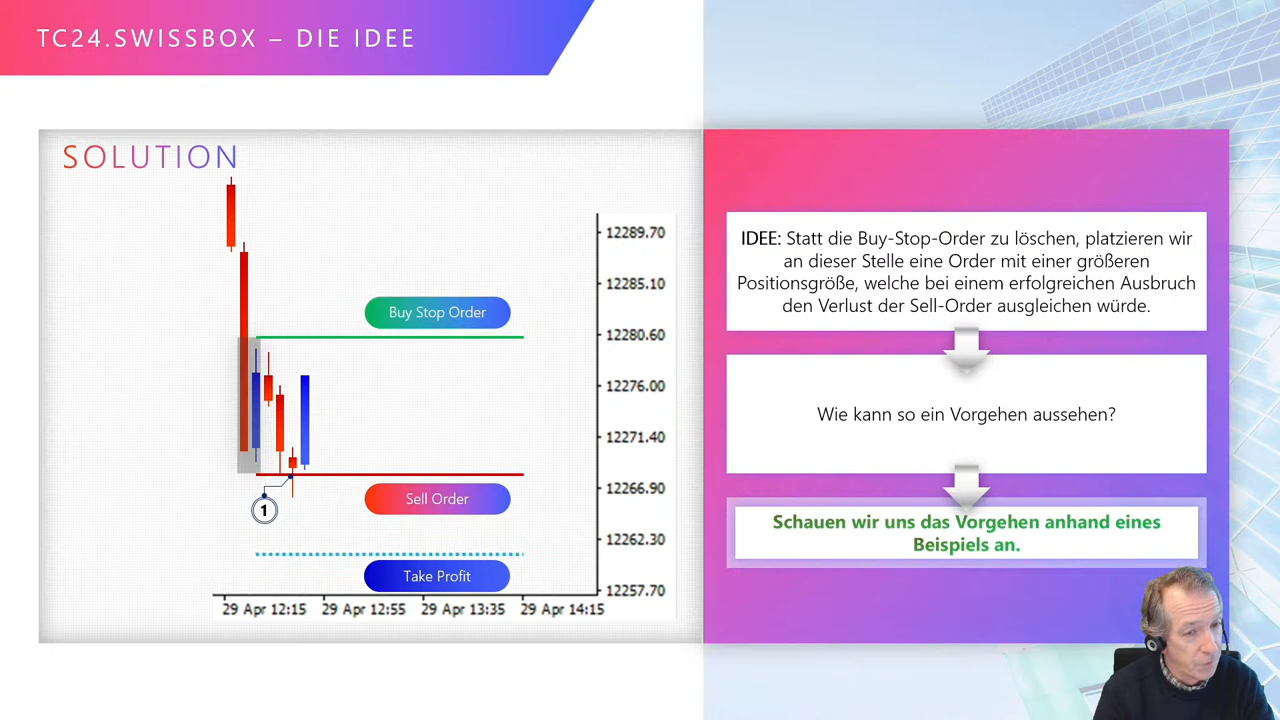 TC24.SWISSBOX – DIE IDEE
SOLUTION
Buy Stop Order
Sell Order
1
Take Profit
12289.70
12285.10
12280.60
12276.00
12271.40
12266.90
12262.30
12257.70
29 Apr 12:15
29 Apr 12:55
29 Apr 13:35
29 Apr 14:15
IDEE: Statt die Buy-Stop-Order zu löschen, platzieren wir
an dieser Stelle eine Order mit einer größeren
Positionsgröße, welche bei einem erfolgreichen Ausbruch
den Verlust der Sell-Order ausgleichen würde.
Wie kann so ein Vorgehen aussehen?
Schauen wir uns das Vorgehen anhand eines
Beispiels an.